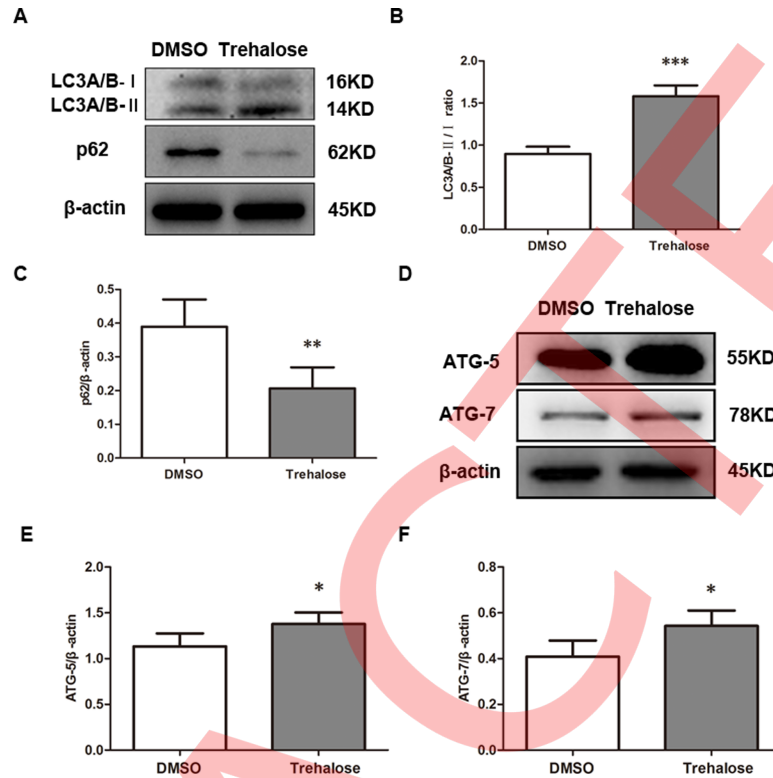 A
DMSO Trehalose
LC3A/B-Ⅰ 16KD
LC3A/B-Ⅱ 14KD
p62 62KD
β-actin 45KD
B
LC3A/B-Ⅱ/Ⅰ ratio
2.0
1.5
1.0
0.5
0.0
***
DMSO Trehalose
C
p62/β-actin
0.5
0.4
0.3
0.2
0.1
0.0
**
DMSO Trehalose
D
DMSO Trehalose
ATG-5 55KD
ATG-7 78KD
β-actin 45KD
E
ATG-5/β-actin
2.0
1.5
1.0
0.5
0.0
*
DMSO Trehalose
F
ATG-7/β-actin
0.8
0.6
0.4
0.2
0.0
*
DMSO Trehalose